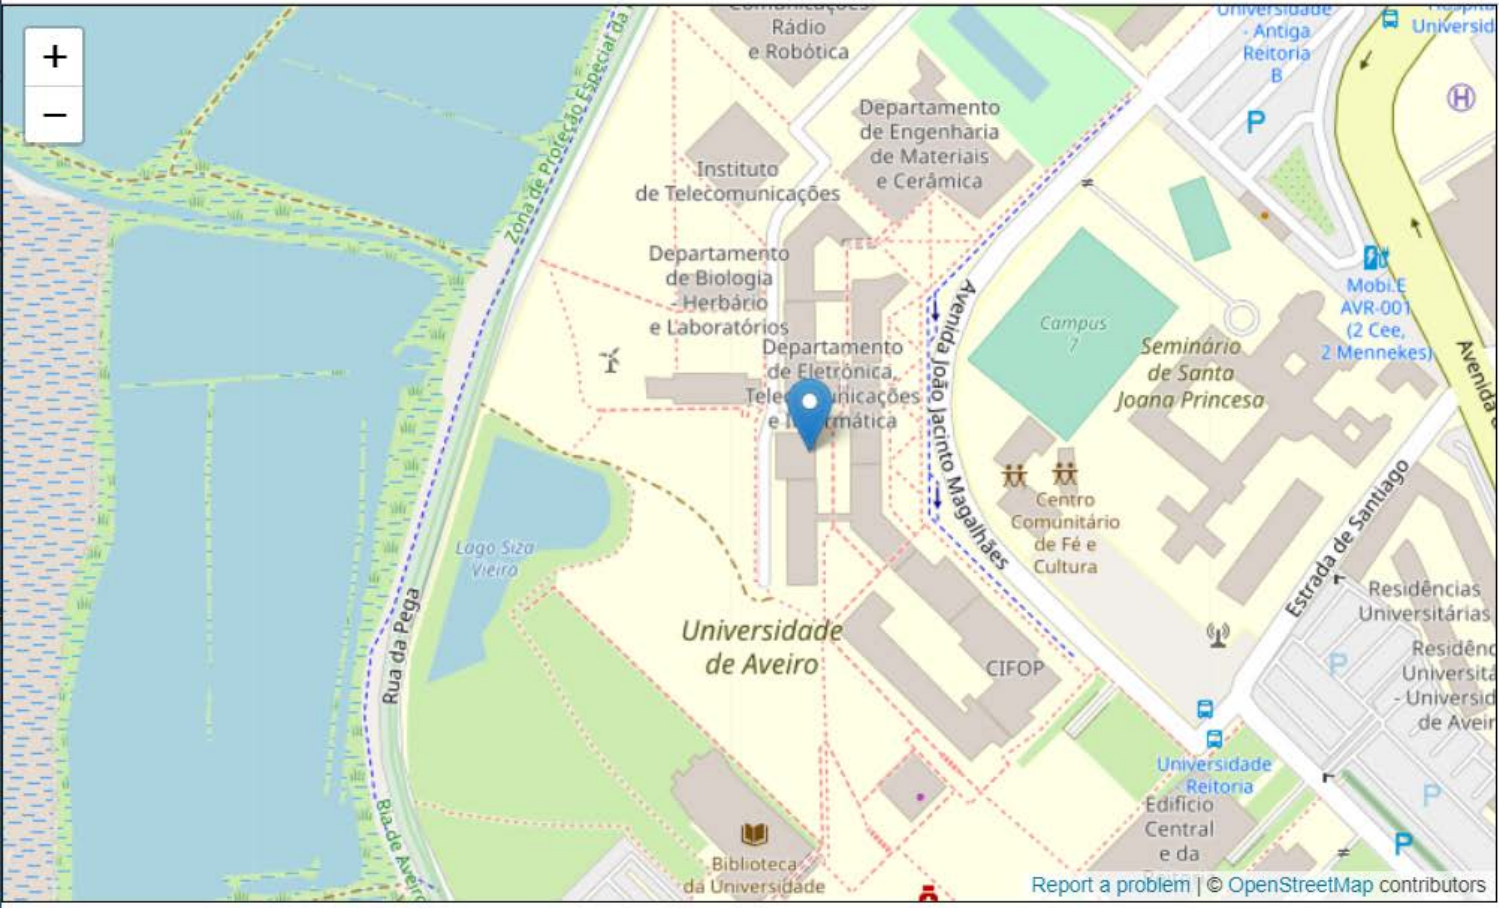 +
−
Comunicações
Rádio
e Robótica
Universidade
- Antiga
Reitoria
B
P
H
Zona de Proteção Especial da
Departamento
de Engenharia
de Materiais
e Cerâmica
Instituto
de Telecomunicações
Departamento
de Biologia
- Herbário
e Laboratórios
Departamento
de Eletrónica,
e
Avenida João Jacinto Magalhães
Campus
7
Seminário
de Santa
Joana Princesa
Mobi.E
AVR-001
(2 Cee,
2 Mennekes)
Avenida
Centro
Comunitário
de Fé e
Cultura
Estrada de Santiago
Lago Siza
Vieira
Rua da Pega
Universidade
de Aveiro
CIFOP
Residências
Universitárias
P
- 
de
Universidade
Reitoria
Edifício
Central
e da
P
P
Ria de Aveiro
Biblioteca
da Universidade
Report a problem | © OpenStreetMap contributors